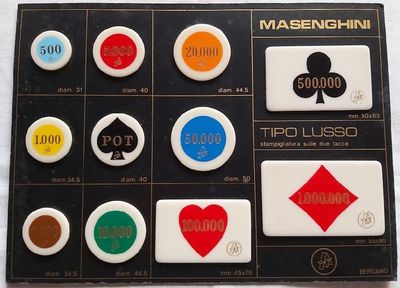 MASENGHINI
500
5.000
20.000
500.000
diam. 31
diam. 40
diam. 44.5
mm 50x80
TIPO LUSSO
stampigliatura sulle due facce
1.000
POT
50.000
diam. 34.5
diam. 40
diam. 50
10.000
100.000
1.000.000
diam. 34.5
diam. 44.5
mm 45x70
mm 55x90
BERGAMO